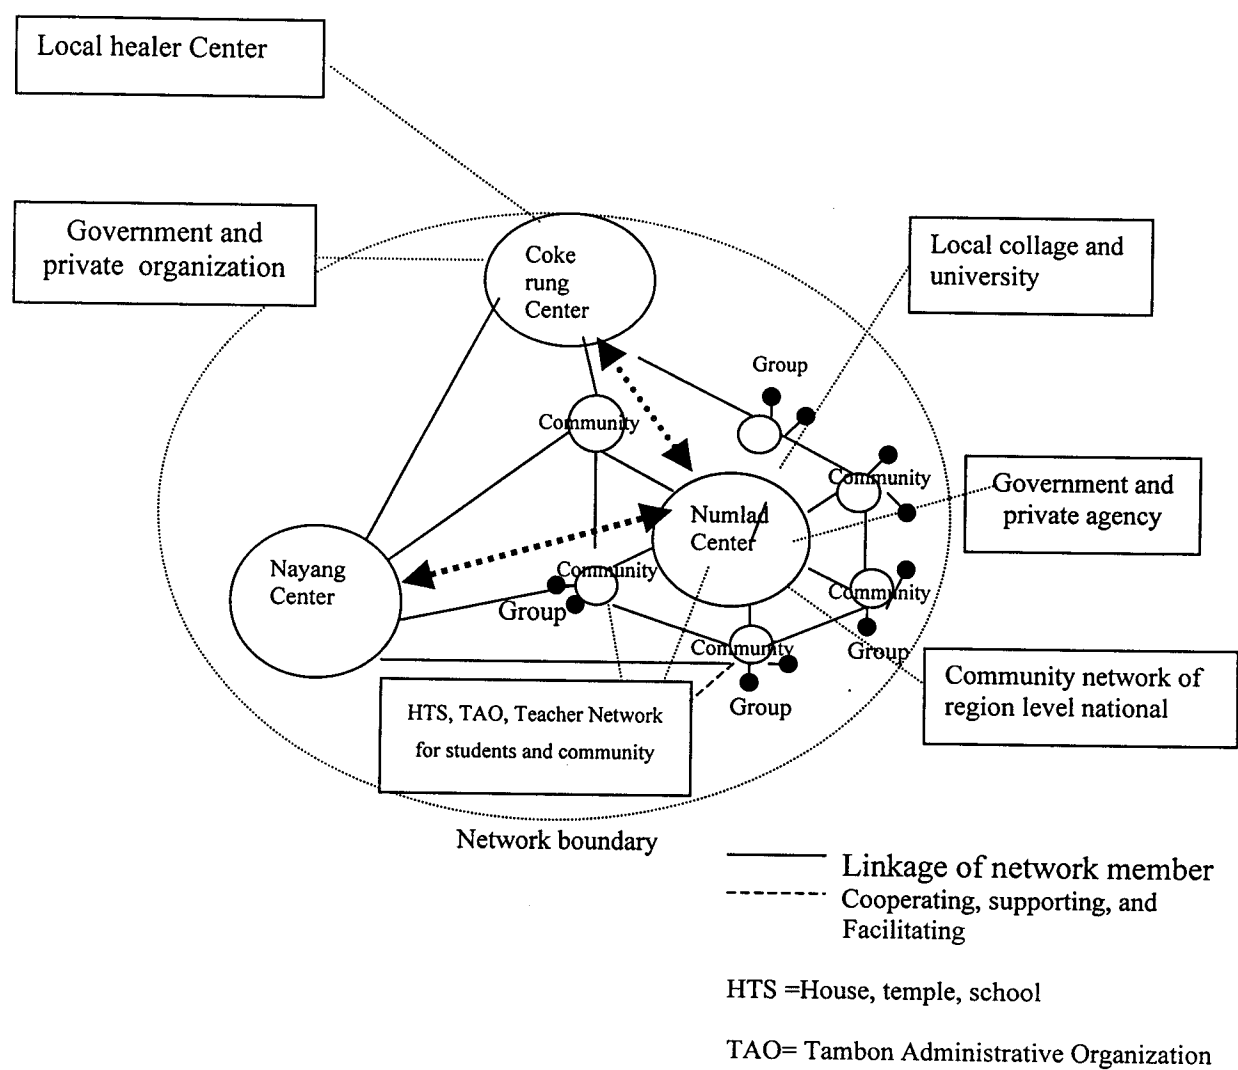 Local healer Center
Government and
private organization
Coke
rung
Center
Local collage and
university
Group
Community
Community
Government and
private agency
Numlad
Center
Nayang
Center
Community
Group
Community
Group
Community
Group
Community network of
region level national
HTS, TAO, Teacher Network
for students and community
Network boundary
Linkage of network member
Cooperating, supporting, and
Facilitating
HTS =House, temple, school
TAO= Tambon Administrative Organization